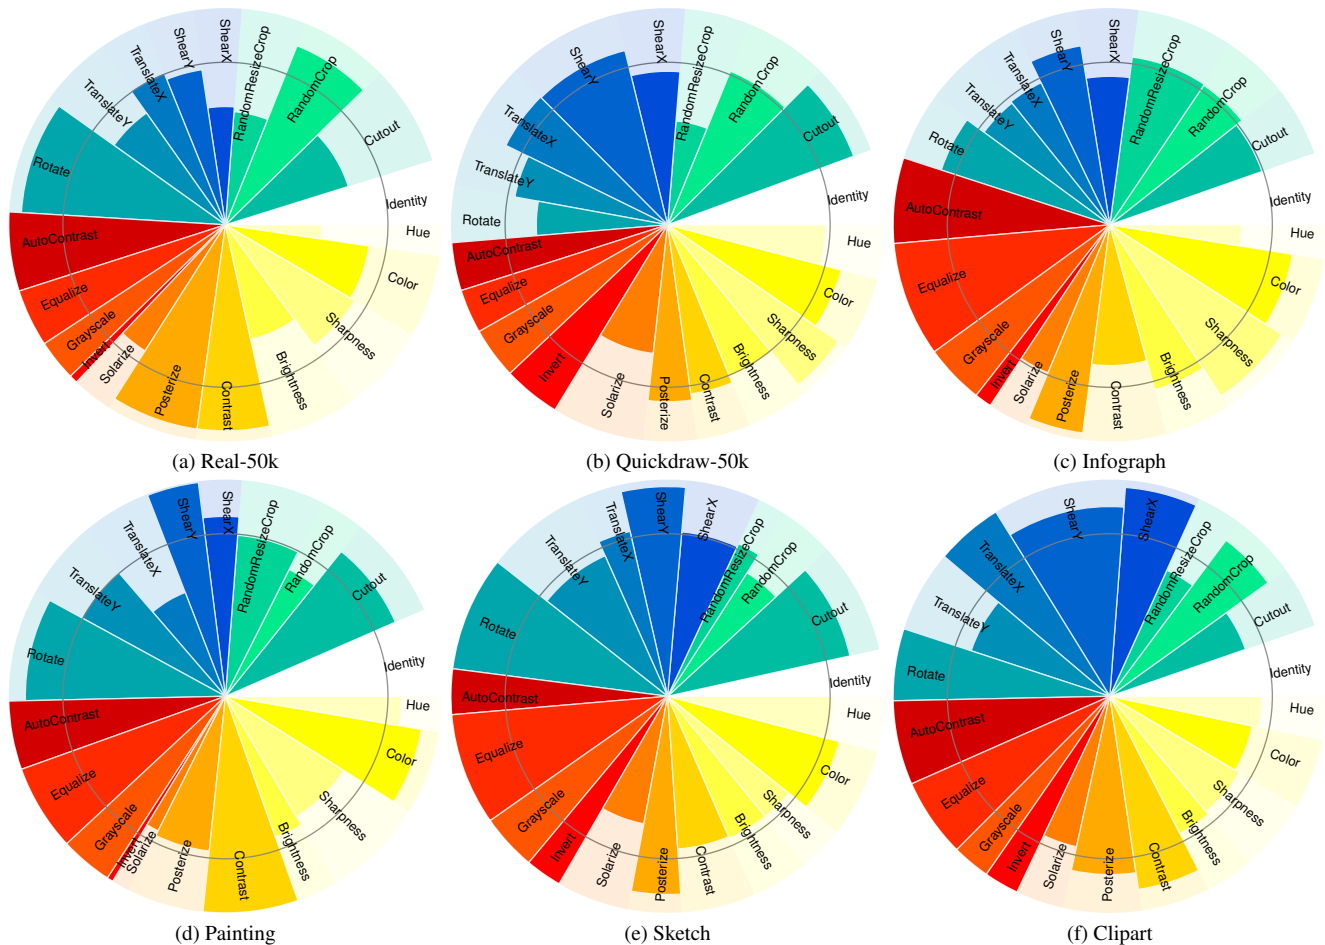 ShearX
ShearY
TranslateX
TranslateY
Rotate
AutoContrast
Equalize
Grayscale
Invert
Solarize
Posterize
Contrast
Brightness
Sharpness
Color
Hue
Identity
Cutout
RandomCrop
RandomResizeCrop
(a) Real-50k
ShearX
ShearY
TranslateX
TranslateY
Rotate
AutoContrast
Equalize
Grayscale
Invert
Solarize
Posterize
Contrast
Brightness
Sharpness
Color
Hue
Identity
Cutout
RandomCrop
RandomResizeCrop
(b) Quickdraw-50k
ShearX
ShearY
TranslateX
TranslateY
Rotate
AutoContrast
Equalize
Grayscale
Invert
Solarize
Posterize
Contrast
Brightness
Sharpness
Color
Hue
Identity
Cutout
RandomCrop
RandomResizeCrop
(c) Infograph
ShearX
ShearY
TranslateX
TranslateY
Rotate
AutoContrast
Equalize
Grayscale
Invert
Solarize
Posterize
Contrast
Brightness
Sharpness
Color
Hue
Identity
Cutout
RandomCrop
RandomResizeCrop
(d) Painting
ShearX
ShearY
TranslateX
TranslateY
Rotate
AutoContrast
Equalize
Grayscale
Invert
Solarize
Posterize
Contrast
Brightness
Sharpness
Color
Hue
Identity
Cutout
RandomCrop
RandomResizeCrop
(e) Sketch
ShearX
ShearY
TranslateX
TranslateY
Rotate
AutoContrast
Equalize
Grayscale
Invert
Solarize
Posterize
Contrast
Brightness
Sharpness
Color
Hue
Identity
Cutout
RandomCrop
RandomResizeCrop
(f) Clipart